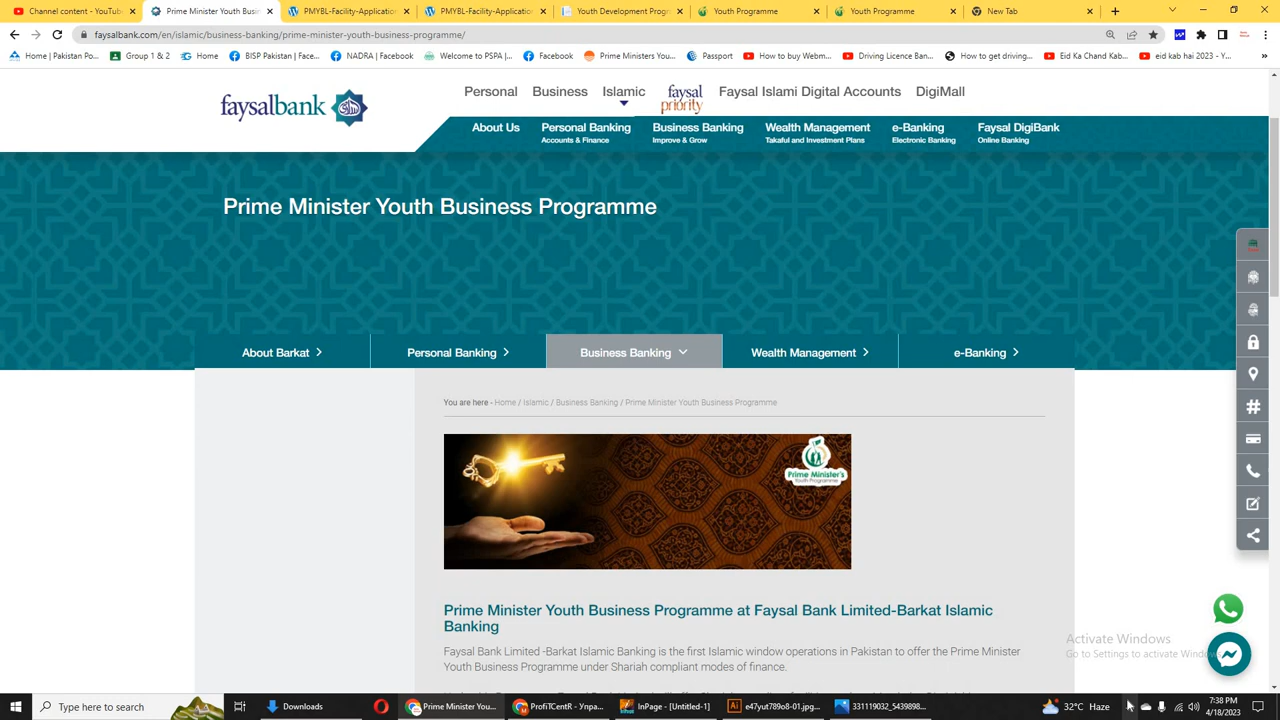 Channel content - YouTub
Prime Minister Youth Busin
PMYBL-Facility-Application
PMYBL-Facility-Application
Youth Development Progr
Youth Programme
Youth Programme
New Tab
faysalbank.com/en/islamic/business-banking/prime-minister-youth-business-programme/
Home | Pakistan Po...
Group 1 & 2
Home
BISP Pakistan | Face...
NADRA | Facebook
Welcome to PSPA |...
Facebook
Prime Ministers You...
Passport
How to buy Webm...
Driving Licence Ban...
How to get driving...
Eid Ka Chand Kab...
eid kab hai 2023 - Y...
faysalbank
Personal
Business
Islamic
faysal priority
Faysal Islami Digital Accounts
DigiMall
About Us
Personal Banking
Accounts & Finance
Business Banking
Improve & Grow
Wealth Management
Takaful and Investment Plans
e-Banking
Electronic Banking
Faysal DigiBank
Online Banking
Prime Minister Youth Business Programme
About Barkat
Personal Banking
Business Banking
Wealth Management
e-Banking
You are here - Home / Islamic / Business Banking / Prime Minister Youth Business Programme
Prime Minister's
Youth Programme
Prime Minister Youth Business Programme at Faysal Bank Limited-Barkat Islamic
Banking
Faysal Bank Limited -Barkat Islamic Banking is the first Islamic window operations in Pakistan to offer the Prime Minister
Youth Business Programme under Shariah compliant modes of finance.
Activate Windows
Go to Settings to activate Windows
Type here to search
Downloads
Prime Minister You...
ProfiTCentR - Упра...
InPage - [Untitled-1]
e47yut789o8-01.jpg...
331119032_5439898...
32°C Haze
7:38 PM
4/18/2023